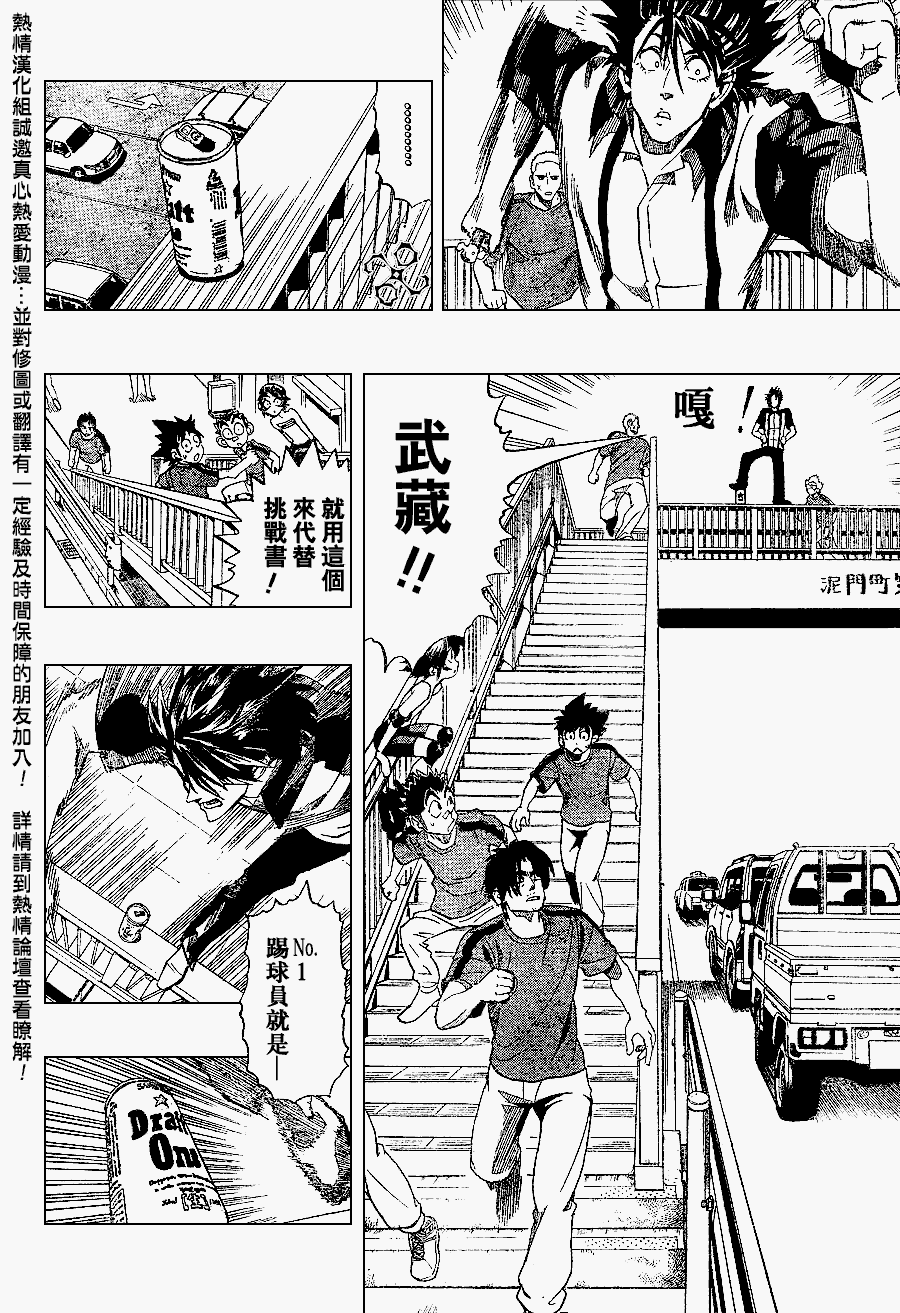 熱情漢化組誠邀真心熱愛動漫…並對修圖或翻譯有一定經驗及時間保障的朋友加入！　詳情請到熱情論壇查看瞭解！
嘎！
泥門町
武藏!!
就用這個
來代替
挑戰書！
No.1
踢球員就是—
Dra
One